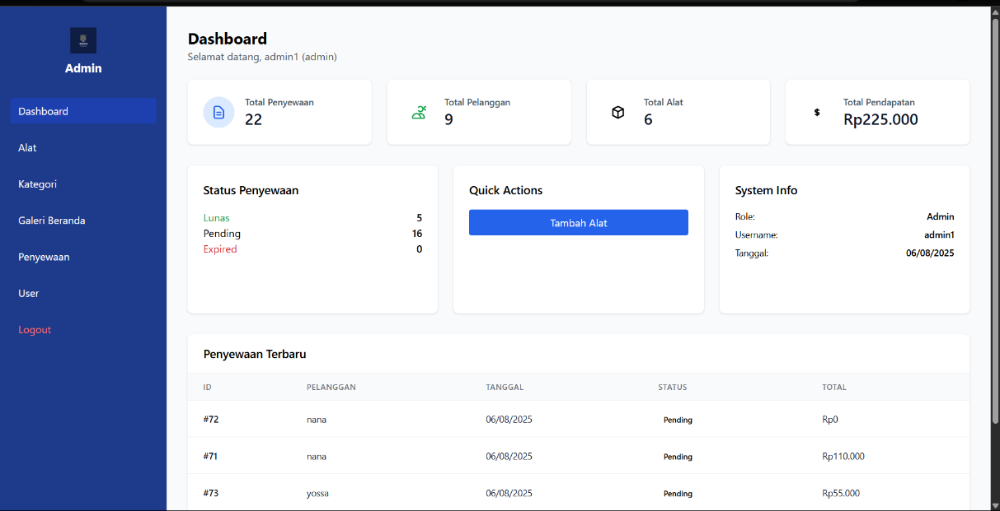 Admin
Dashboard
Alat
Kategori
Galeri Beranda
Penyewaan
User
Logout
Dashboard
Selamat datang, admin1 (admin)
Total Penyewaan
22
Total Pelanggan
9
Total Alat
6
$
Total Pendapatan
Rp225.000
Status Penyewaan
Lunas 5
Pending 16
Expired 0
Quick Actions
Tambah Alat
System Info
Role: Admin
Username: admin1
Tanggal: 06/08/2025
Penyewaan Terbaru
ID PELANGGAN TANGGAL STATUS TOTAL
#72 nana 06/08/2025 Pending Rp0
#71 nana 06/08/2025 Pending Rp110.000
#73 yossa 06/08/2025 Pending Rp55.000